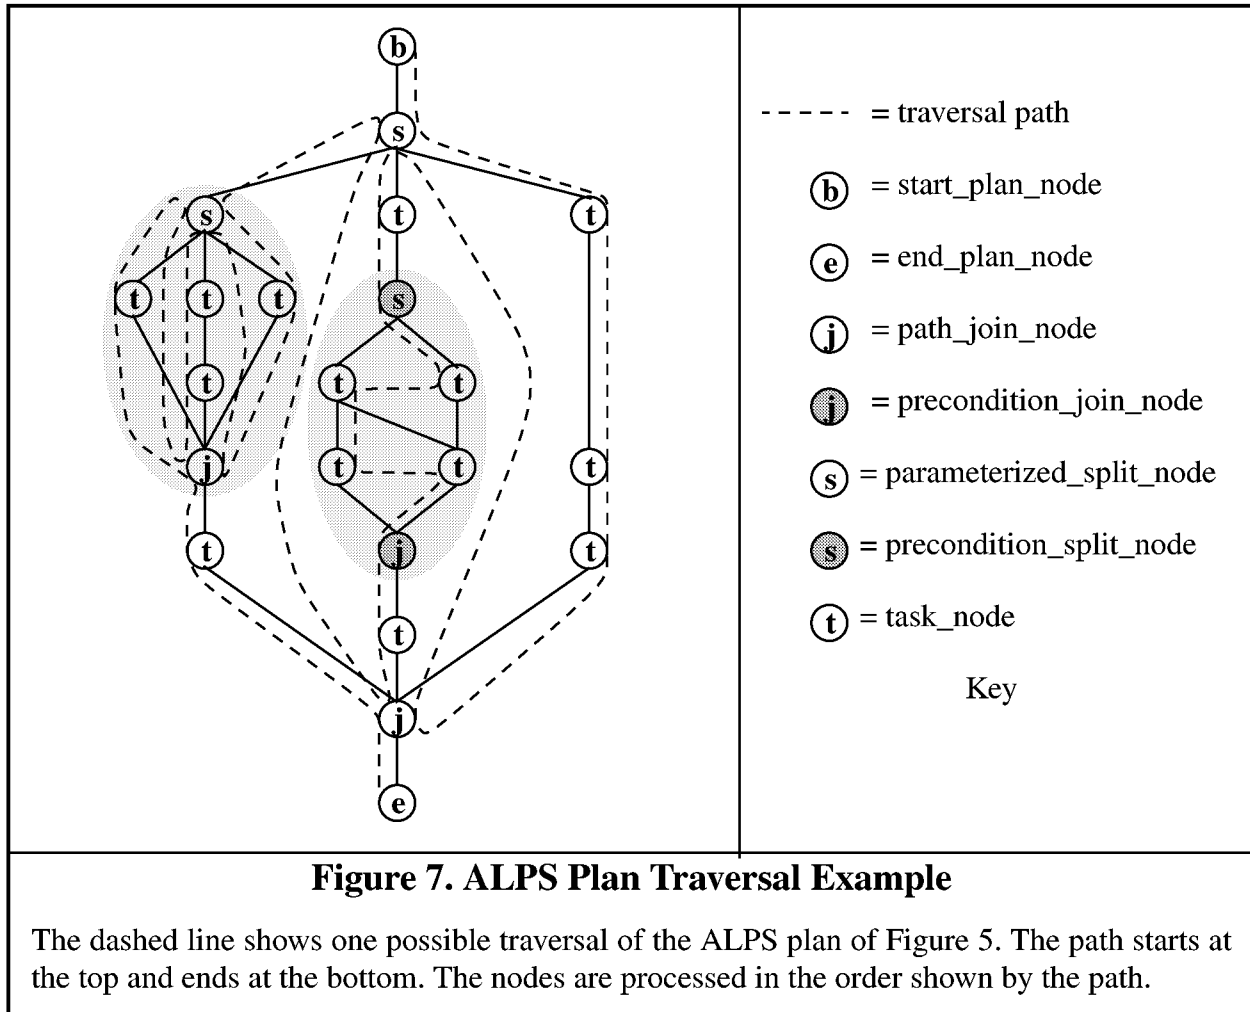 b
s
s
t
t
t
t
t
s
t
t
t
j
t
t
t
t
t
j
t
t
j
e
= traversal path
b = start_plan_node
e = end_plan_node
j = path_join_node
j = precondition_join_node
s = parameterized_split_node
s = precondition_split_node
t = task_node
Key
Figure 7. ALPS Plan Traversal Example
The dashed line shows one possible traversal of the ALPS plan of Figure 5. The path starts at
the top and ends at the bottom. The nodes are processed in the order shown by the path.